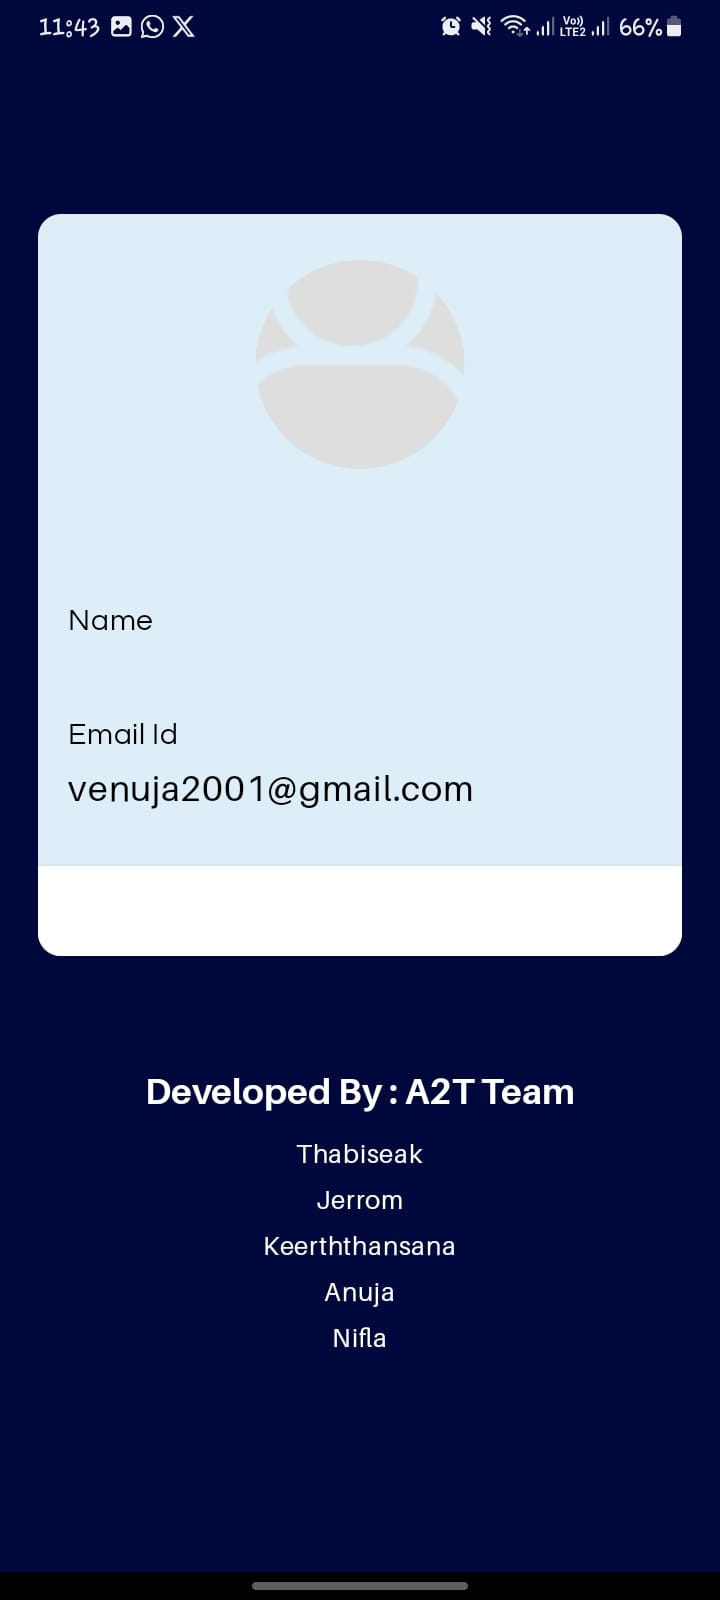 11:43 Vo)) LTE2 66%
Name
Email Id
venuja2001@gmail.com
Developed By : A2T Team
Thabiseak
Jerrom
Keerththansana
Anuja
Nifla